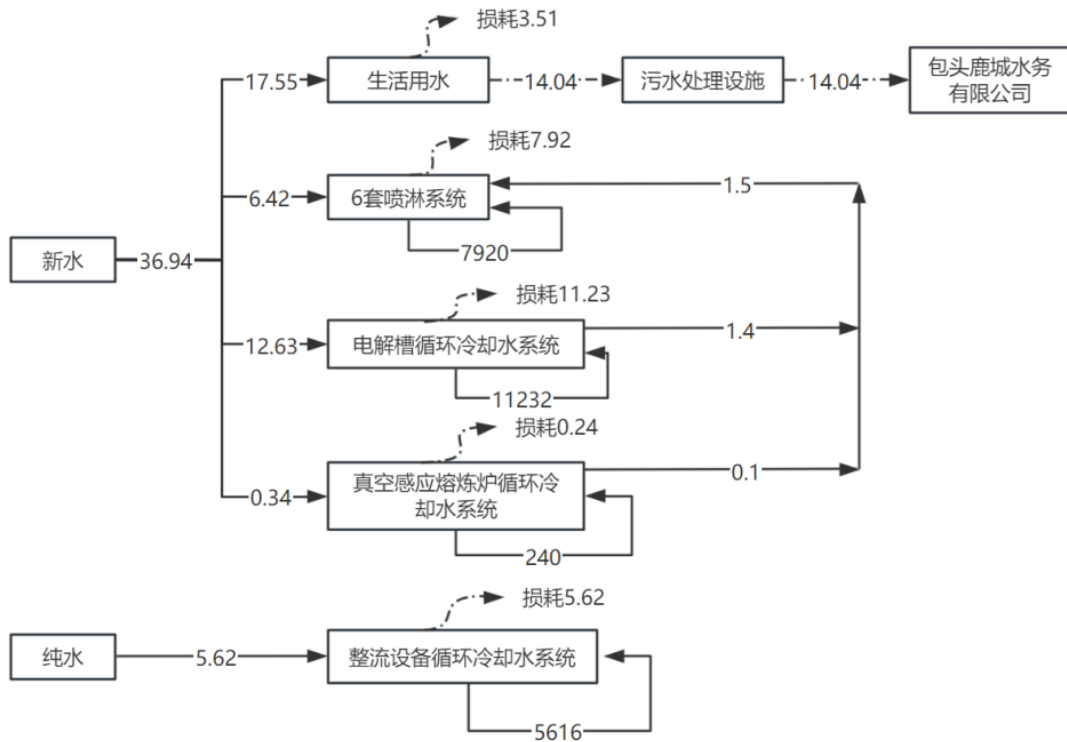 损耗3.51
17.55
生活用水
14.04
污水处理设施
14.04
包头鹿城水务
有限公司
损耗7.92
6.42
6套喷淋系统
1.5
7920
新水
36.94
损耗11.23
12.63
电解槽循环冷却水系统
1.4
11232
损耗0.24
0.34
真空感应熔炼炉循环冷
却水系统
0.1
240
损耗5.62
纯水
5.62
整流设备循环冷却水系统
5616